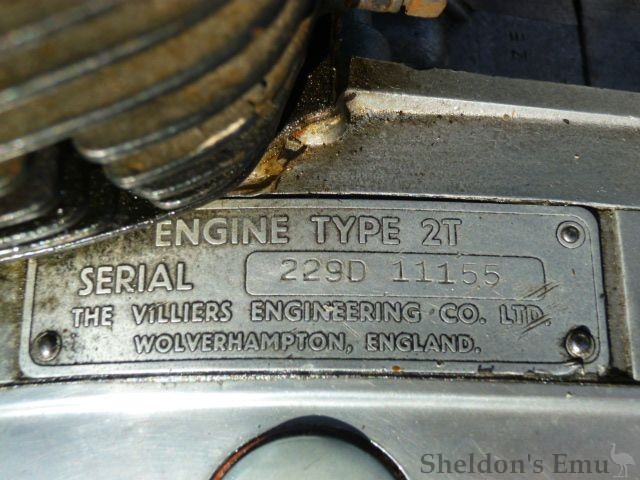 ENGINE TYPE 2T
SERIAL 229D 11155
THE VILLIERS ENGINEERING CO. LTD.
WOLVERHAMPTON, ENGLAND.
Sheldon's Emu